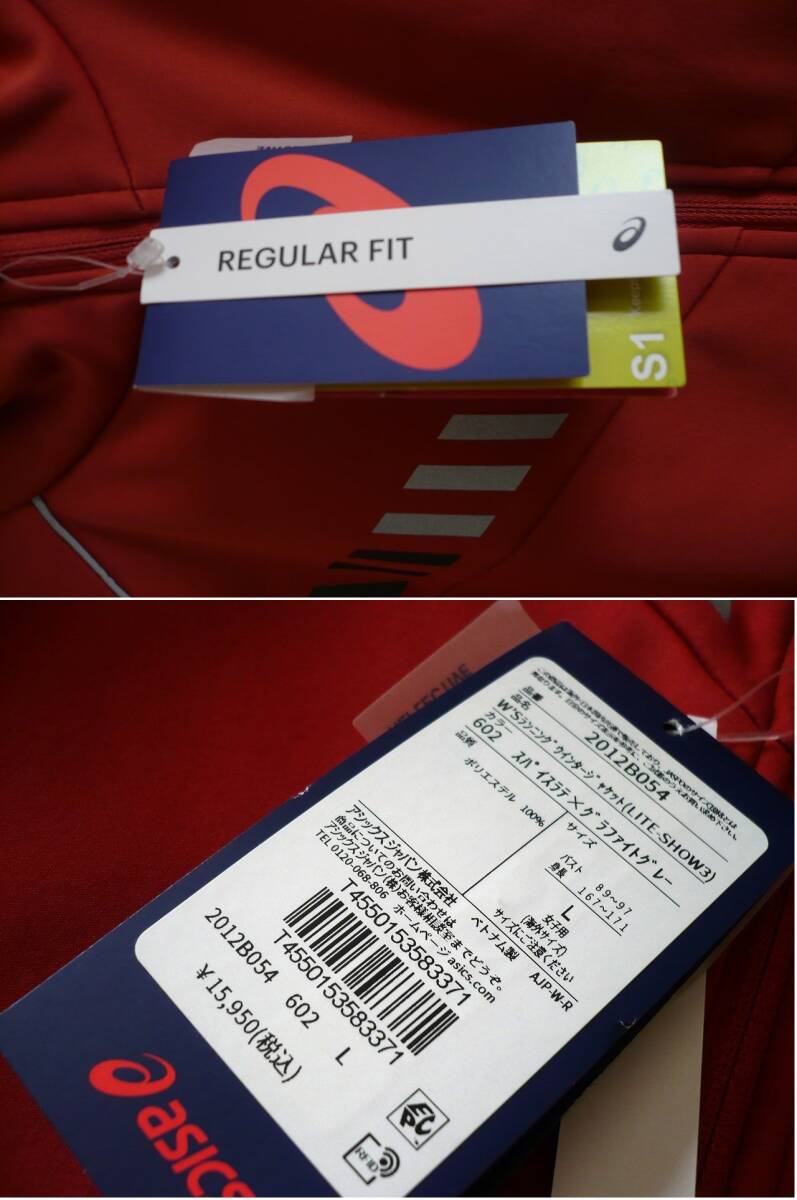 REGULAR FIT
S1
Keep
品番
2012B054
品名
W'Sランニングウインタージャケット(LITE-SHOW3)
カラー
602 スパイスラテ×グラファイトグレー
品質
ポリエステル 100%
サイズ
バスト 89~97
身長 167~171
L
女子用
(海外サイズ)
サイズにご注意ください
ベトナム製 AJP-W-R
アシックスジャパン株式会社
商品についてのお問い合わせは
アシックスジャパン(株)お客様相談室までどうぞ。
TEL 0120-068-806 ホームページ asics.com
T4550153583371
T4550153583371
2012B054 602 L
¥15,950(税込)
EPC
RFID
asics